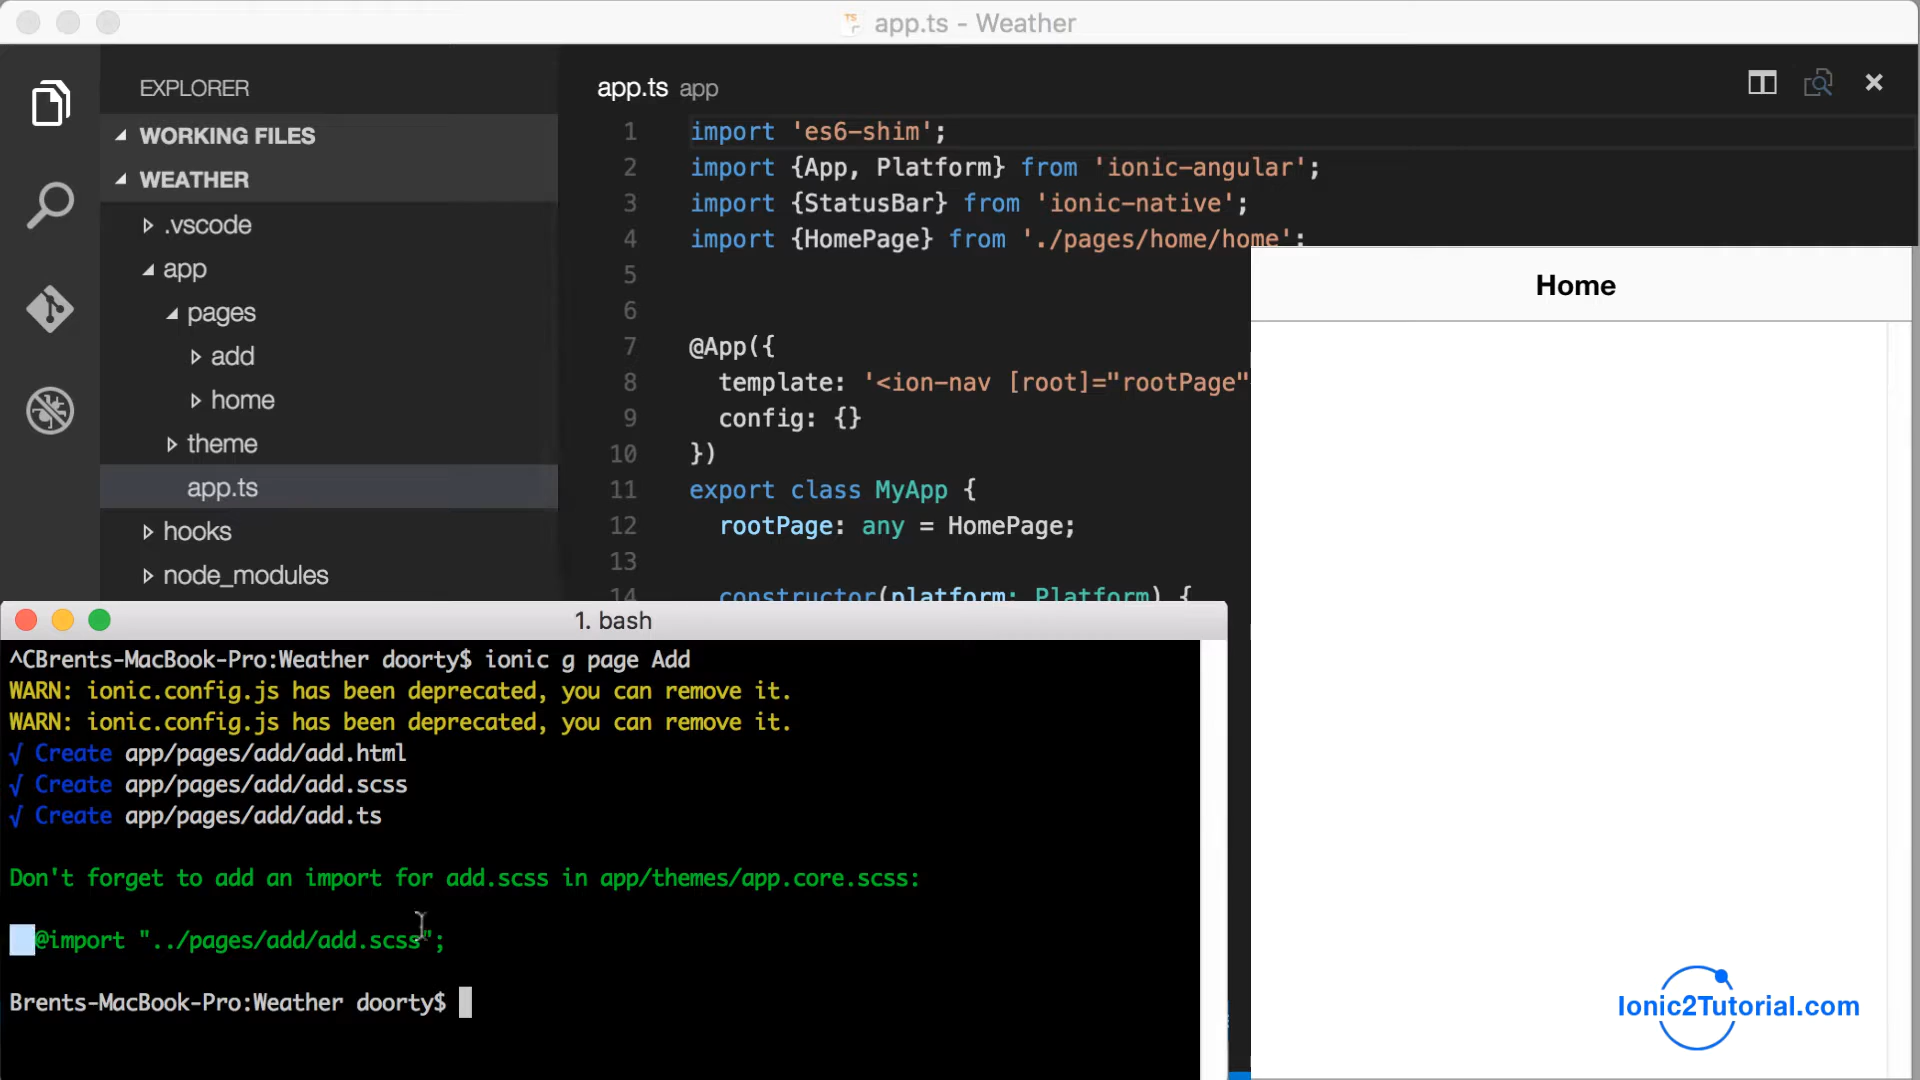 app.ts - Weather
EXPLORER
WORKING FILES
WEATHER
.vscode
app
pages
add
home
theme
app.ts
hooks
node_modules
app.ts app
1 import 'es6-shim';
2 import {App, Platform} from 'ionic-angular';
3 import {StatusBar} from 'ionic-native';
4 import {HomePage} from './pages/home/home';
5
6
7 @App({
8 template: '<ion-nav [root]="rootPage"
9 config: {}
10 })
11 export class MyApp {
12 rootPage: any = HomePage;
13
14 constructor(platform: Platform) {
Home
1. bash
^CBrents-MacBook-Pro:Weather doorty$ ionic g page Add
WARN: ionic.config.js has been deprecated, you can remove it.
WARN: ionic.config.js has been deprecated, you can remove it.
√ Create app/pages/add/add.html
√ Create app/pages/add/add.scss
√ Create app/pages/add/add.ts
Don't forget to add an import for add.scss in app/themes/app.core.scss:
@import "../pages/add/add.scss";
Brents-MacBook-Pro:Weather doorty$
Ionic2Tutorial.com